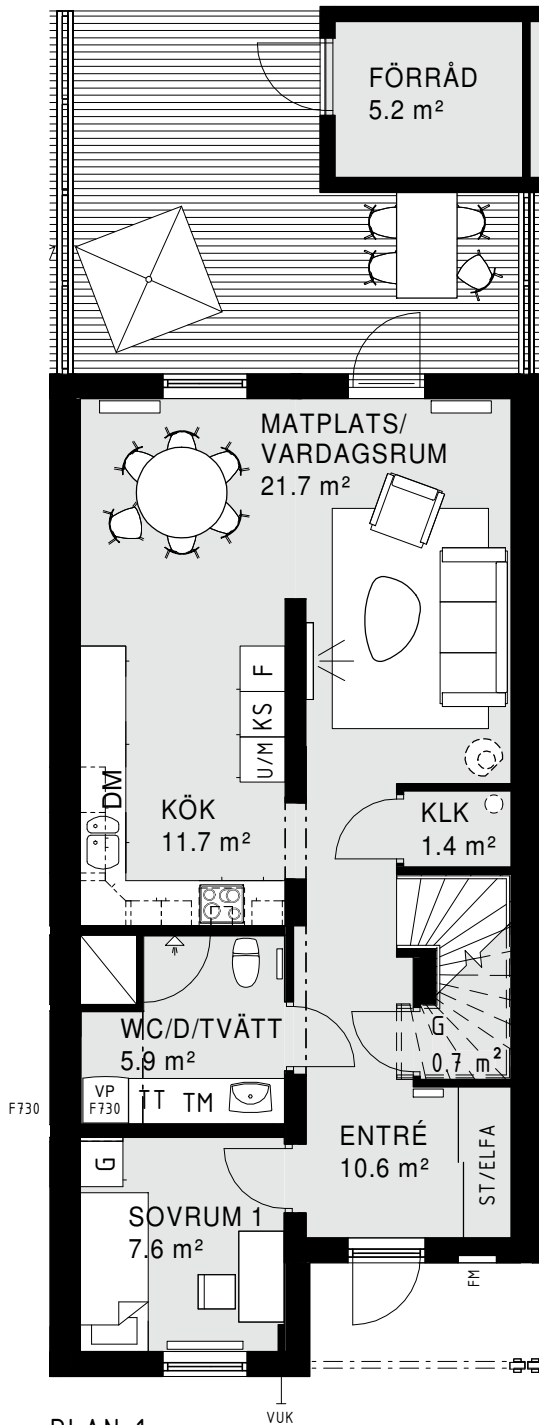 FÖRRÅD
5.2 m²
MATPLATS/
VARDAGSRUM
21.7 m²
F
KS
U/M
DM
KÖK
11.7 m²
KLK
1.4 m²
WC/D/TVÄTT
5.9 m²
G
0.7 m²
VP
F730
TT
TM
F730
ENTRÉ
10.6 m²
ST/ELFA
G
SOVRUM 1
7.6 m²
FM
VUK